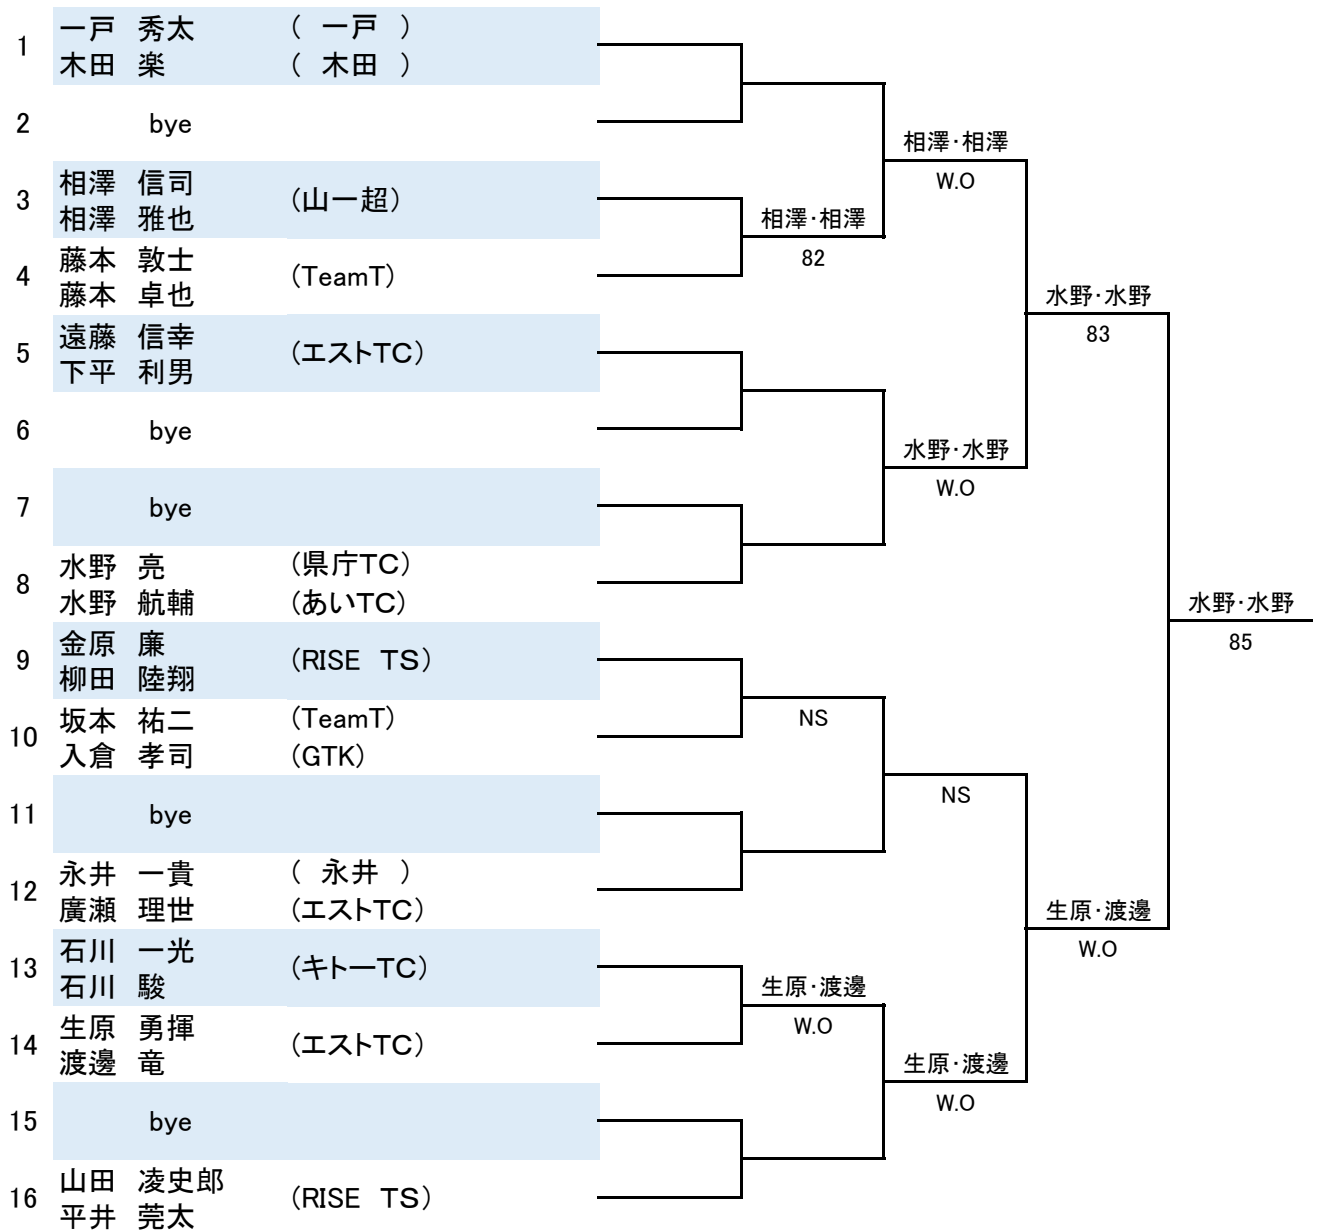 1 一戸 秀太 ( 一戸 )
木田 楽 ( 木田 )
2 bye
3 相澤 信司 (山一超)
相澤 雅也
4 藤本 敦士 (TeamT)
藤本 卓也
5 遠藤 信幸 (エストTC)
下平 利男
6 bye
7 bye
8 水野 亮 (県庁TC)
水野 航輔 (あいTC)
9 金原 廉 (RISE TS)
柳田 陸翔
10 坂本 祐二 (TeamT)
入倉 孝司 (GTK)
11 bye
12 永井 一貴 ( 永井 )
廣瀬 理世 (エストTC)
13 石川 一光 (キトーTC)
石川 駿
14 生原 勇揮 (エストTC)
渡邊 竜
15 bye
16 山田 凌史郎 (RISE TS)
平井 莞太
相澤・相澤
82
NS
生原・渡邊
W.O
相澤・相澤
W.O
水野・水野
W.O
NS
生原・渡邊
W.O
水野・水野
83
生原・渡邊
W.O
水野・水野
85